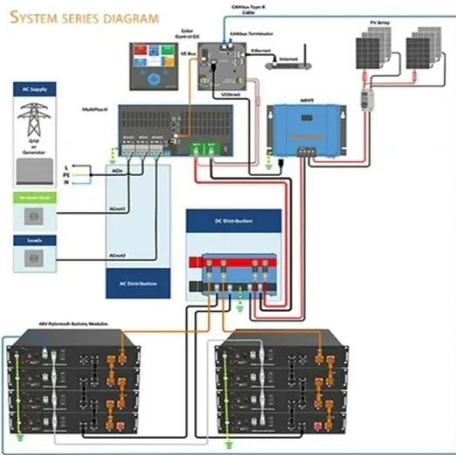 SYSTEM SERIES DIAGRAM
CANbus Type B
Cable
CANbus Terminator
PV Array
Color
Control GX
VE Bus
Ethernet
Internet
AC Supply
MultiPlus-II
VE.Direct
MPPT
Grid
or
Generator
L
PE
N
ACin
ACout1
Loads
DC Distribution
ACout2
AC Distribution
48V Pylontech Battery Modules